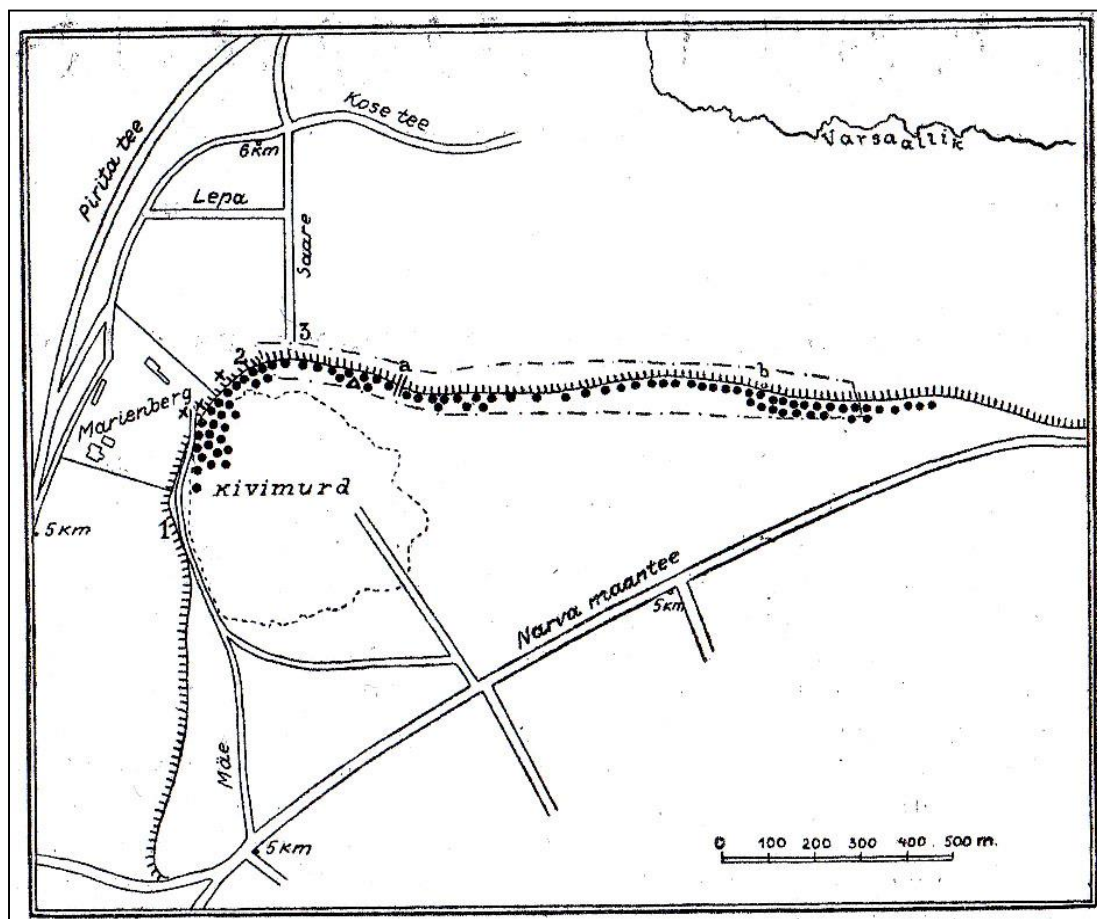 Kose tee
Varsaallik
Pirita tee
6km
Lepa
Saare
3
2
a
b
Marienberg
Kivimurd
5km
1
Narva maantee
5km
Mäe
5km
0 100 200 300 400 500 m.